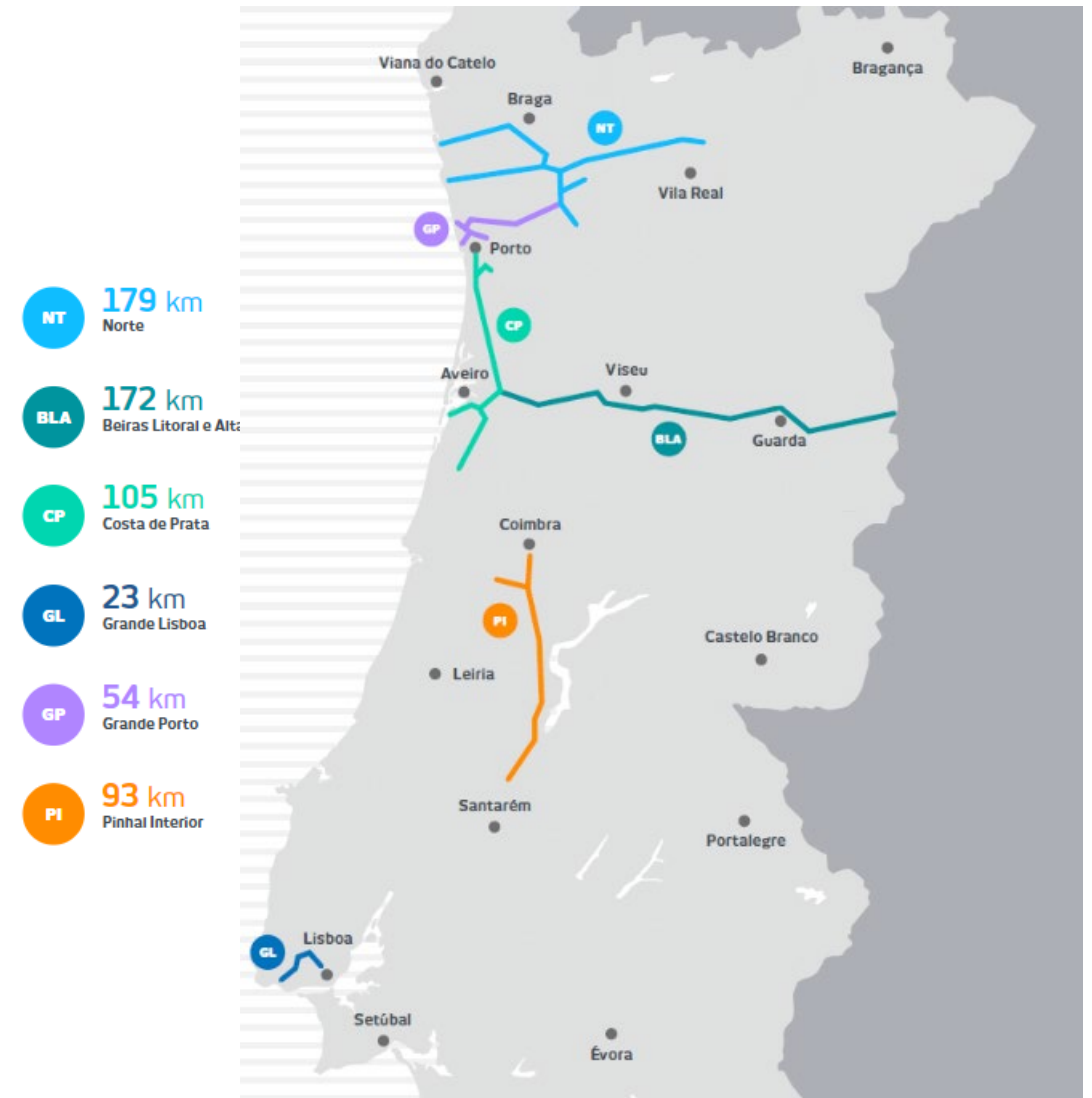 NT
179 km
Norte
BLA
172 km
Beiras Litoral e Alta
CP
105 km
Costa de Prata
GL
23 km
Grande Lisboa
GP
54 km
Grande Porto
PI
93 km
Pinhal Interior
Viana do Catelo
Bragança
Braga
NT
Vila Real
GP
Porto
CP
Aveiro
Viseu
BLA
Guarda
Coimbra
PI
Castelo Branco
Leiria
Santarém
Portalegre
Lisboa
GL
Setúbal
Évora